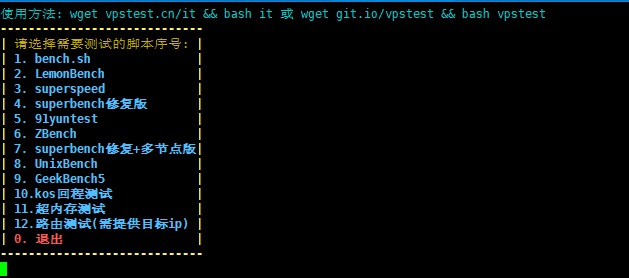 使用方法: wget vpstest.cn/it && bash it 或 wget git.io/vpstest && bash vpstest
-----------------------------
| 请选择需要测试的脚本序号: |
| 1. bench.sh |
| 2. LemonBench |
| 3. superspeed |
| 4. superbench修复版 |
| 5. 91yuntest |
| 6. ZBench |
| 7. superbench修复+多节点版|
| 8. UnixBench |
| 9. GeekBench5 |
| 10.kos回程测试 |
| 11.超内存测试 |
| 12.路由测试(需提供目标ip) |
| 0. 退出 |
-----------------------------